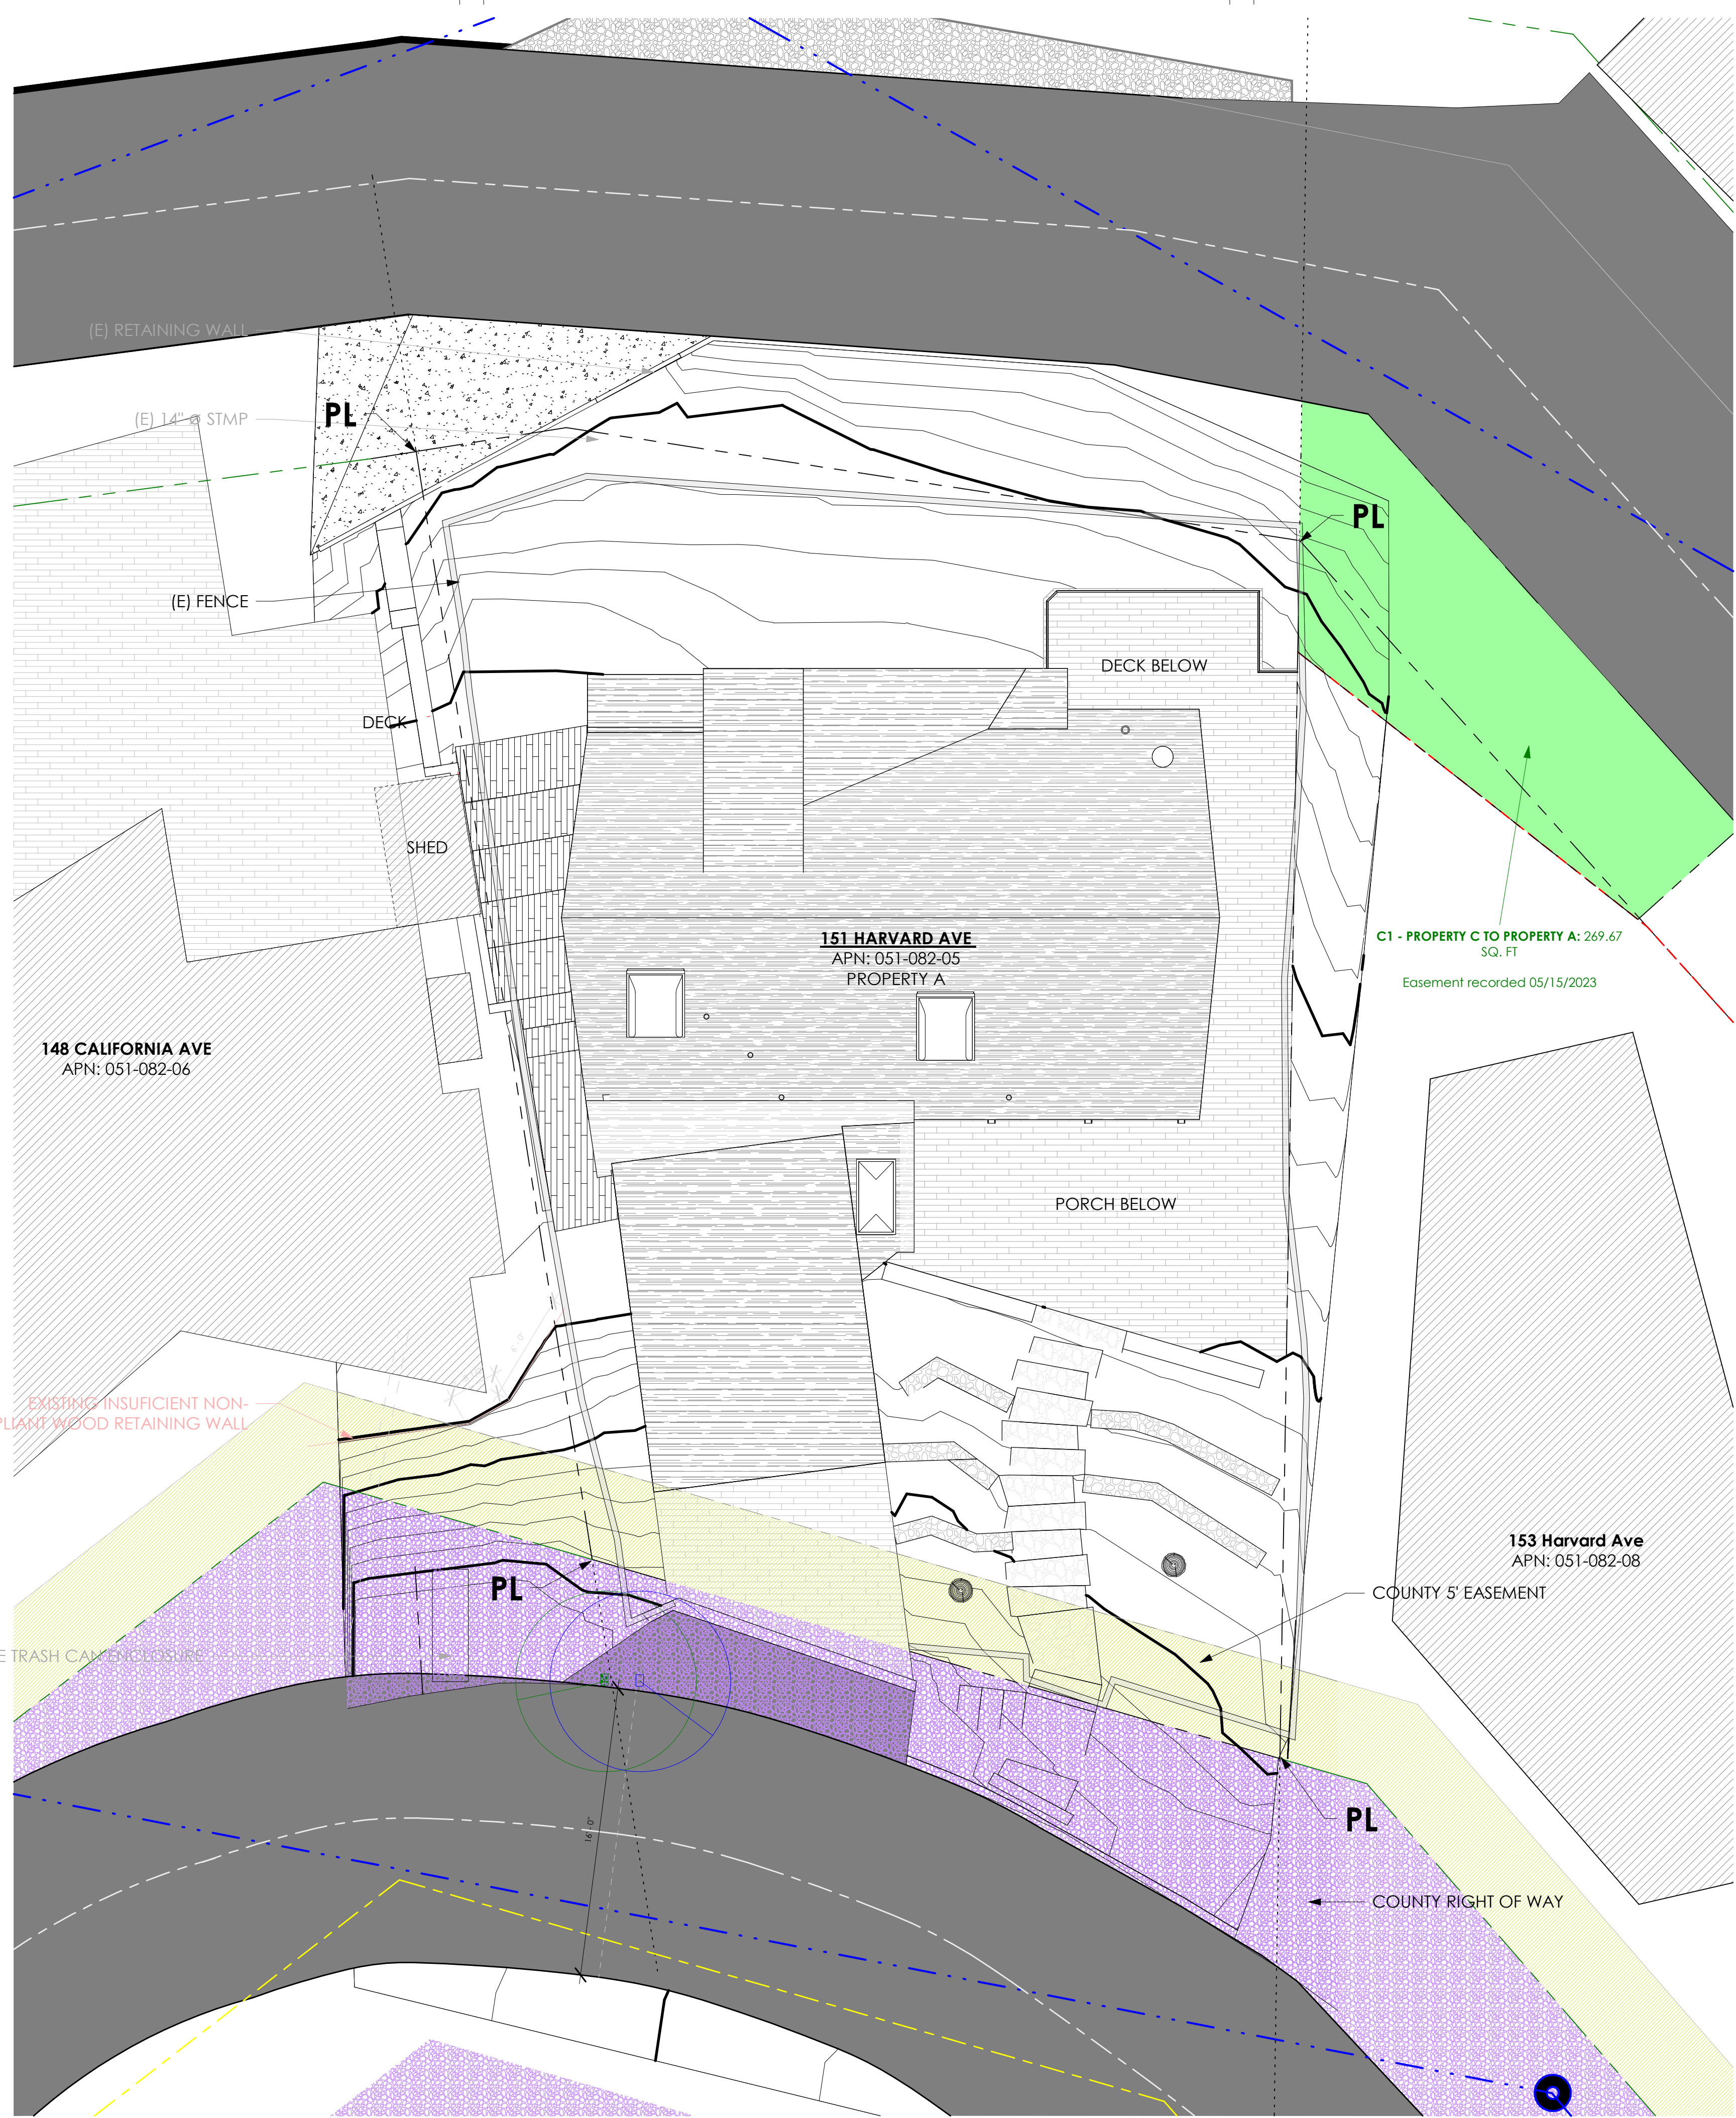 (E) RETAINING WALL
(E) 14" ⌀ STMP
PL
PL
(E) FENCE
DECK BELOW
DECK
SHED
151 HARVARD AVE
APN: 051-082-05
PROPERTY A
C1 - PROPERTY C TO PROPERTY A: 269.67
SQ. FT
Easement recorded 05/15/2023
148 CALIFORNIA AVE
APN: 051-082-06
PORCH BELOW
EXISTING INSUFICIENT NON-
PLIANT WOOD RETAINING WALL
6'-0"
153 Harvard Ave
APN: 051-082-08
PL
COUNTY 5' EASEMENT
E TRASH CAN ENCLOSURE
16'-0"
PL
COUNTY RIGHT OF WAY